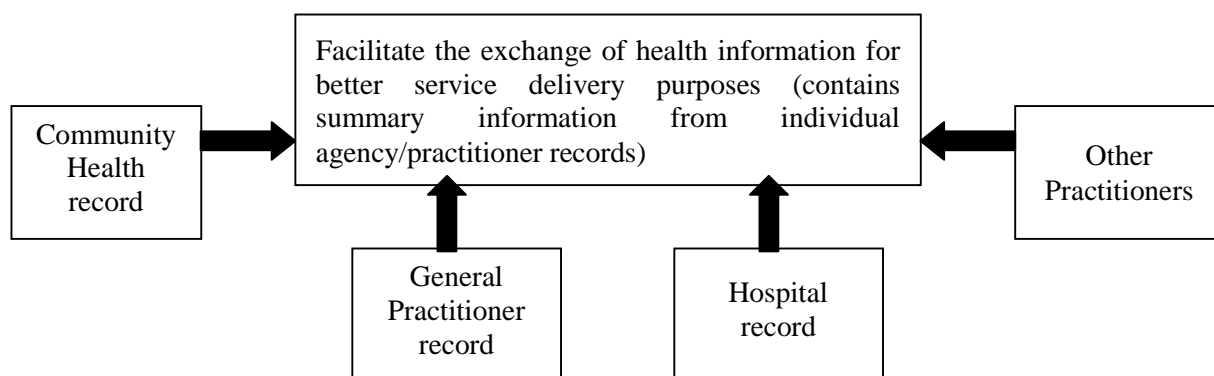 Facilitate the exchange of health information for
better service delivery purposes (contains
summary information from individual
agency/practitioner records)
Community
Health
record
Other
Practitioners
General
Practitioner
record
Hospital
record